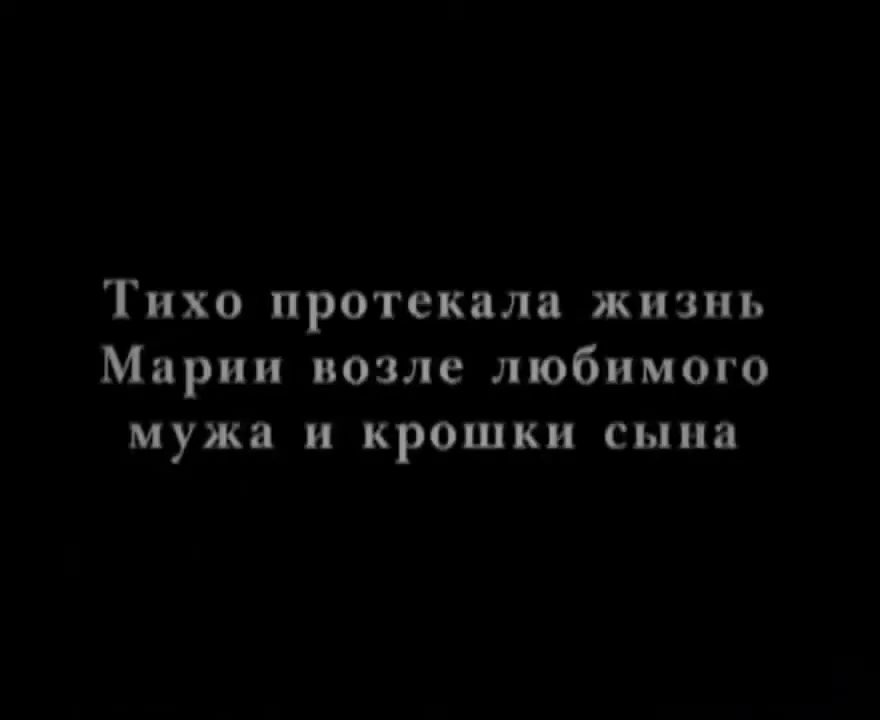 Тихо протекала жизнь
Марии возле любимого
мужа и крошки сына